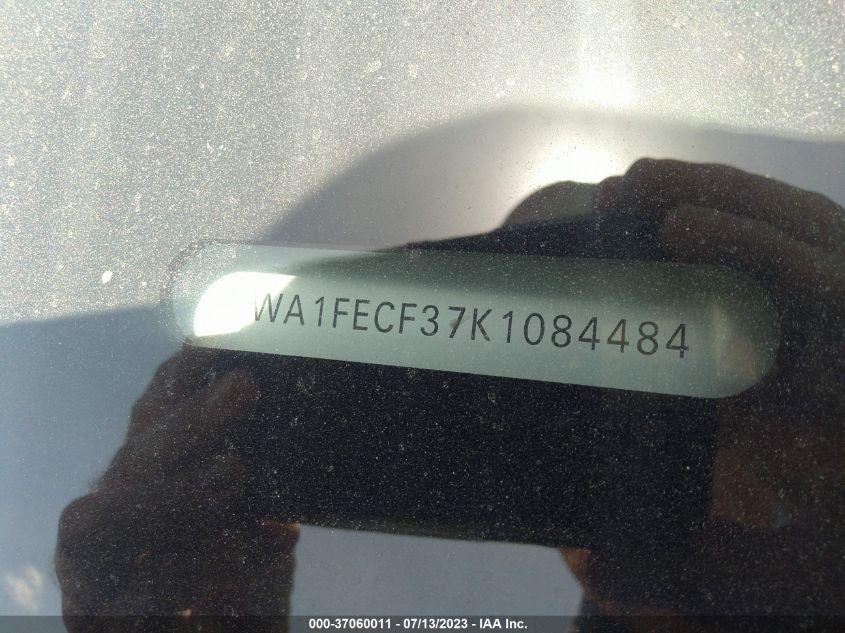 WA1FECF37K1084484
000-37060011 - 07/13/2023 - IAA Inc.